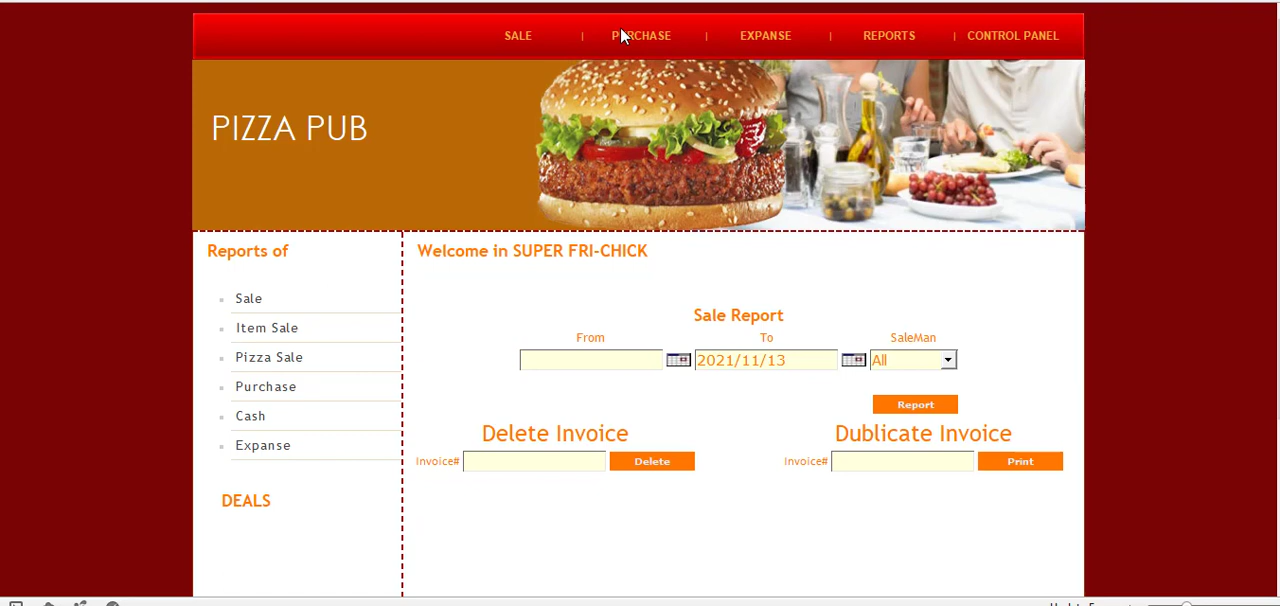 SALE | PURCHASE | EXPANSE | REPORTS | CONTROL PANEL
PIZZA PUB
Reports of
Sale
Item Sale
Pizza Sale
Purchase
Cash
Expanse
DEALS
Welcome in SUPER FRI-CHICK
Sale Report
From To SaleMan
2021/11/13 All
Report
Delete Invoice Dublicate Invoice
Invoice# Delete Invoice# Print